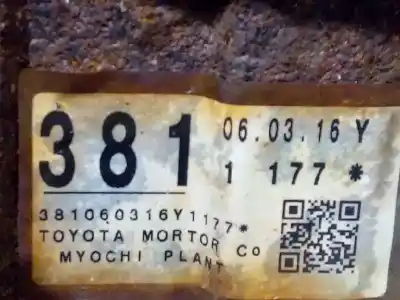 381 06.03.16 Y
1 177 *
381060316Y1177*
TOYOTA MORTOR Co
MYOCHI PLANT